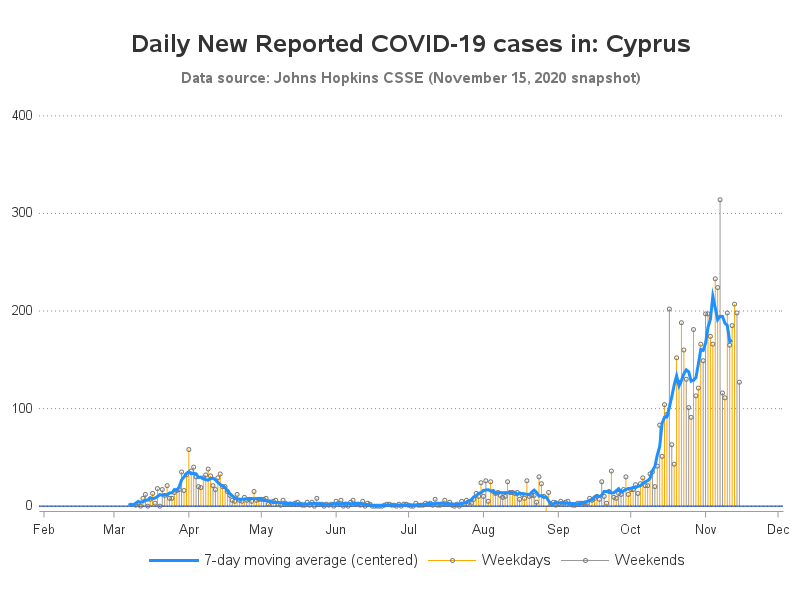 Daily New Reported COVID-19 cases in: Cyprus
Data source: Johns Hopkins CSSE (November 15, 2020 snapshot)
400
300
200
100
0
Feb Mar Apr May Jun Jul Aug Sep Oct Nov Dec
7-day moving average (centered) Weekdays Weekends